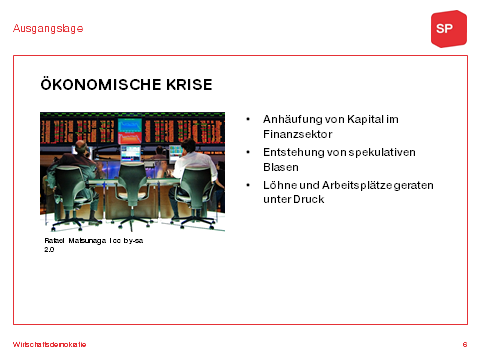 Ausgangslage
SP
ÖKONOMISCHE KRISE
• Anhäufung von Kapital im
Finanzsektor
• Entstehung von spekulativen
Blasen
• Löhne und Arbeitsplätze geraten
unter Druck
Rafael Matsunaga | cc by-sa
2.0
Wirtschaftsdemokratie
6